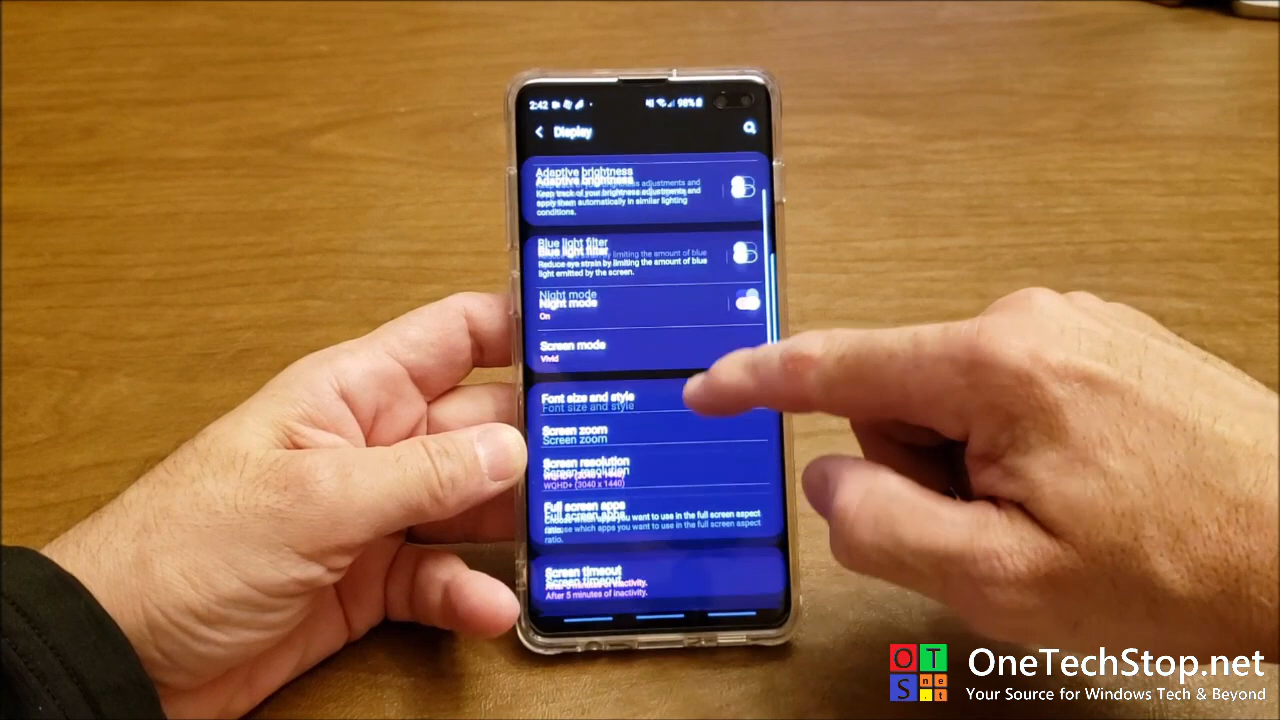 2:42
98%
Display
Adaptive brightness
Keep track of your brightness adjustments and
apply them automatically in similar lighting
conditions.
Blue light filter
Reduce eye strain by limiting the amount of blue
light emitted by the screen.
Night mode
On
Screen mode
Vivid
Font size and style
Screen zoom
Screen resolution
WQHD+ (3040 x 1440)
Full screen apps
Choose which apps you want to use in the full screen aspect
ratio.
Screen timeout
After 5 minutes of inactivity.
OTS.net
OneTechStop.net
Your Source for Windows Tech & Beyond